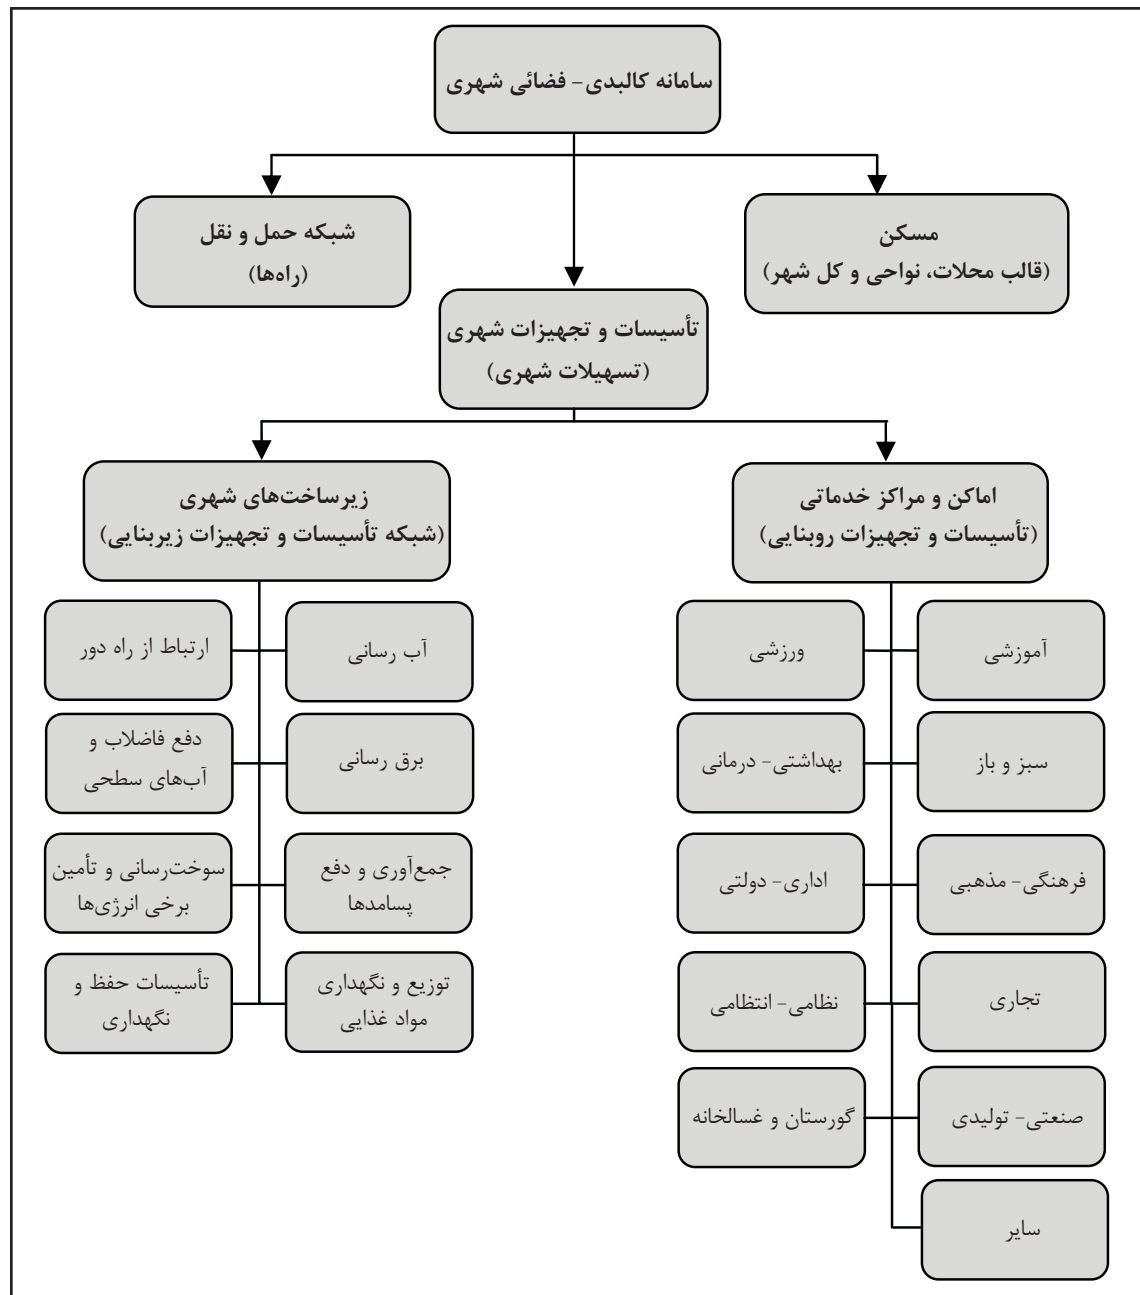 سامانه کالبدی- فضائی شهری
مسکن
(قالب محلات، نواحی و کل شهر)
شبکه حمل و نقل
(راه‌ها)
تأسیسات و تجهیزات شهری
(تسهیلات شهری)
اماکن و مراکز خدماتی
(تأسیسات و تجهیزات روبنایی)
زیرساخت‌های شهری
(شبکه تأسیسات و تجهیزات زیربنایی)
آموزشی
ورزشی
سبز و باز
بهداشتی- درمانی
فرهنگی- مذهبی
اداری- دولتی
تجاری
نظامی- انتظامی
صنعتی- تولیدی
گورستان و غسالخانه
سایر
آب رسانی
ارتباط از راه دور
برق رسانی
دفع فاضلاب و
آب‌های سطحی
جمع‌آوری و دفع
پسامدها
سوخت‌رسانی و تأمین
برخی انرژی‌ها
توزیع و نگهداری
مواد غذایی
تأسیسات حفظ و
نگهداری